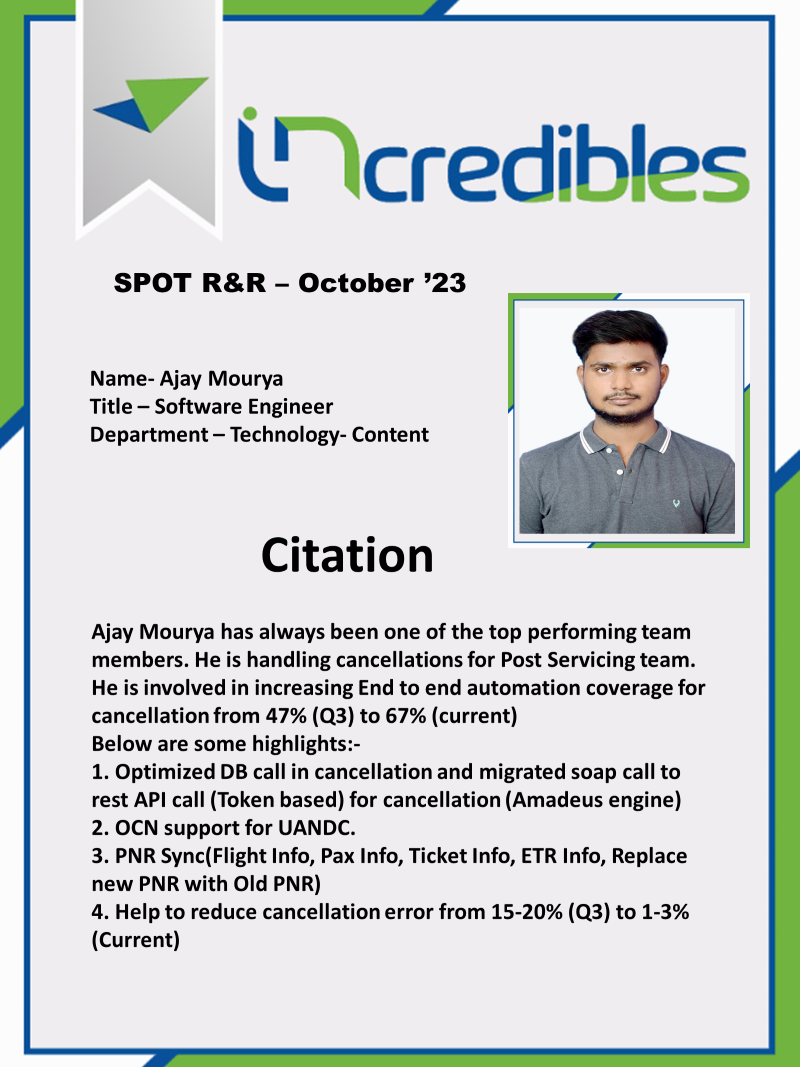 incredibles
SPOT R&R – October ’23
Name- Ajay Mourya
Title – Software Engineer
Department – Technology- Content
Citation
Ajay Mourya has always been one of the top performing team
members. He is handling cancellations for Post Servicing team.
He is involved in increasing End to end automation coverage for
cancellation from 47% (Q3) to 67% (current)
Below are some highlights:-
1. Optimized DB call in cancellation and migrated soap call to
rest API call (Token based) for cancellation (Amadeus engine)
2. OCN support for UANDC.
3. PNR Sync(Flight Info, Pax Info, Ticket Info, ETR Info, Replace
new PNR with Old PNR)
4. Help to reduce cancellation error from 15-20% (Q3) to 1-3%
(Current)